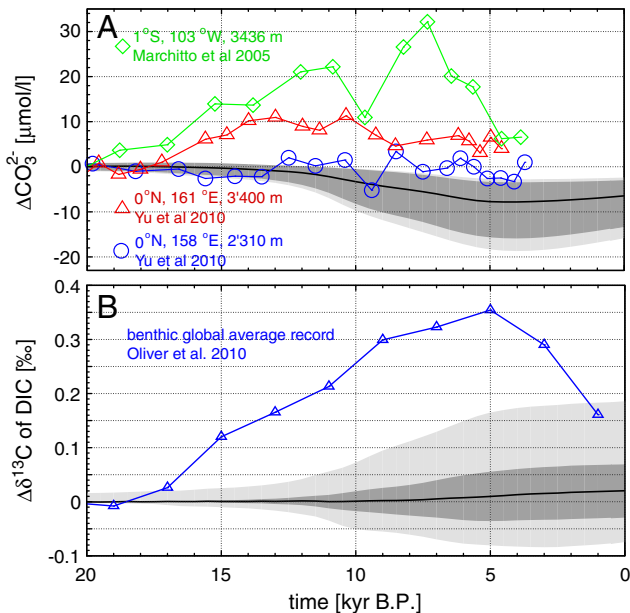 A
1°S, 103 °W, 3436 m
Marchitto et al 2005
0°N, 161 °E, 3'400 m
Yu et al 2010
0°N, 158 °E, 2'310 m
Yu et al 2010
ΔCO₃²⁻ [µmol/l]
30
20
10
0
-10
-20
B
benthic global average record
Oliver et al. 2010
Δδ¹³C of DIC [‰]
0.4
0.3
0.2
0.1
0
-0.1
20 15 10 5 0
time [kyr B.P.]